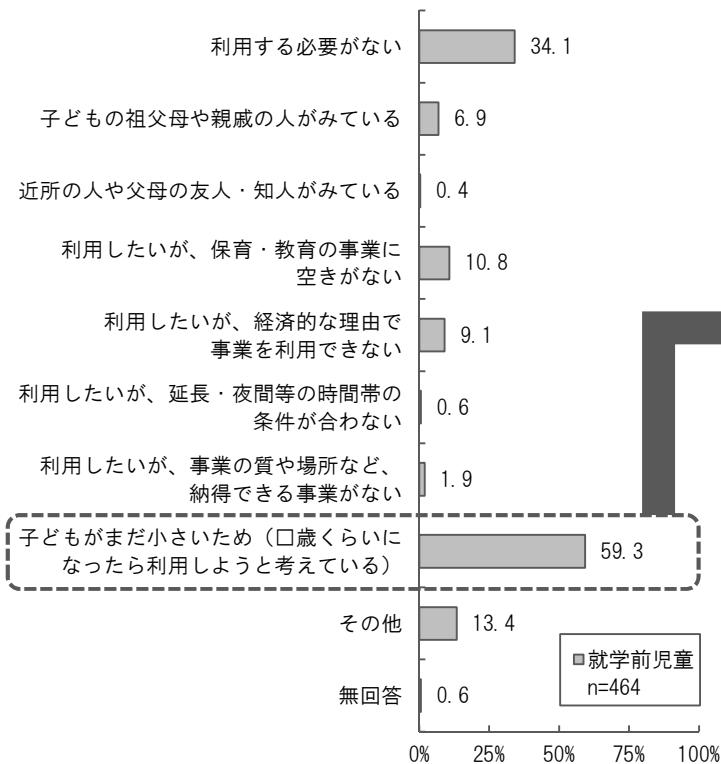 利用する必要がない
34.1
子どもの祖父母や親戚の人がみている
6.9
近所の人や父母の友人・知人がみている
0.4
利用したいが、保育・教育の事業に
空きがない
10.8
利用したいが、経済的な理由で
事業を利用できない
9.1
利用したいが、延長・夜間等の時間帯の
条件が合わない
0.6
利用したいが、事業の質や場所など、
納得できる事業がない
1.9
子どもがまだ小さいため（□歳くらいに
なったら利用しようと考えている）
59.3
その他
13.4
無回答
0.6
就学前児童
n=464
0% 25% 50% 75% 100%